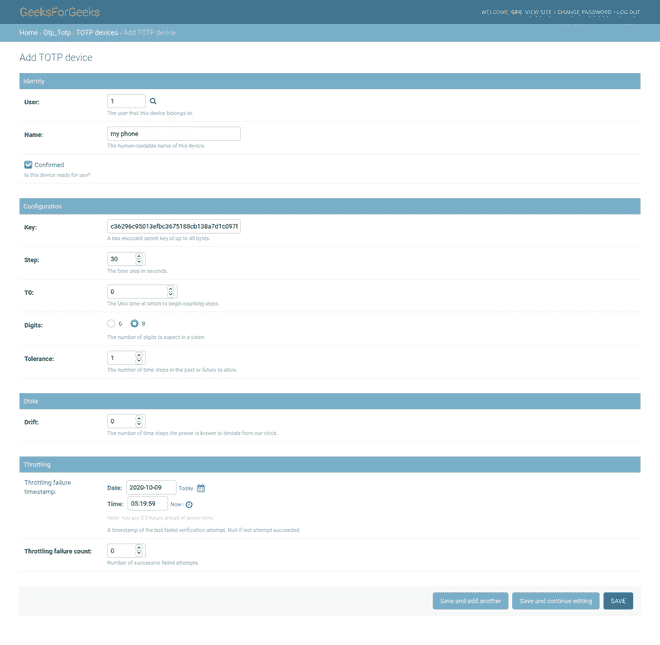 GeeksForGeeks
WELCOME, GFG. VIEW SITE / CHANGE PASSWORD / LOG OUT
Home › Otp_Totp › TOTP devices › Add TOTP device
Add TOTP device
Identity
User: 1
The user that this device belongs to.
Name: my phone
The human-readable name of this device.
Confirmed
Is this device ready for use?
Configuration
Key: c36296c95013efbc3675188cb138a7d1c097f
A hex-encoded secret key of up to 40 bytes.
Step: 30
The time step in seconds.
T0: 0
The Unix time at which to begin counting steps.
Digits: 6 8
The number of digits to expect in a token.
Tolerance: 1
The number of time steps in the past or future to allow.
State
Drift: 0
The number of time steps the prover is known to deviate from our clock.
Throttling
Throttling failure timestamp:
Date: 2020-10-09 Today
Time: 05:19:59 Now
Note: You are 5.5 hours ahead of server time.
A timestamp of the last failed verification attempt. Null if last attempt succeeded.
Throttling failure count: 0
Number of successive failed attempts.
Save and add another Save and continue editing SAVE